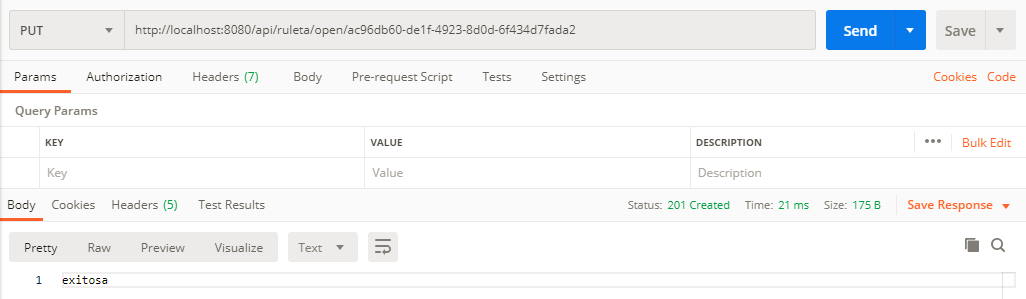 PUT http://localhost:8080/api/ruleta/open/ac96db60-de1f-4923-8d0d-6f434d7fada2 Send Save
Params Authorization Headers (7) Body Pre-request Script Tests Settings Cookies Code
Query Params
KEY VALUE DESCRIPTION ••• Bulk Edit
Key Value Description
Body Cookies Headers (5) Test Results Status: 201 Created Time: 21 ms Size: 175 B Save Response
Pretty Raw Preview Visualize Text
1 exitosa